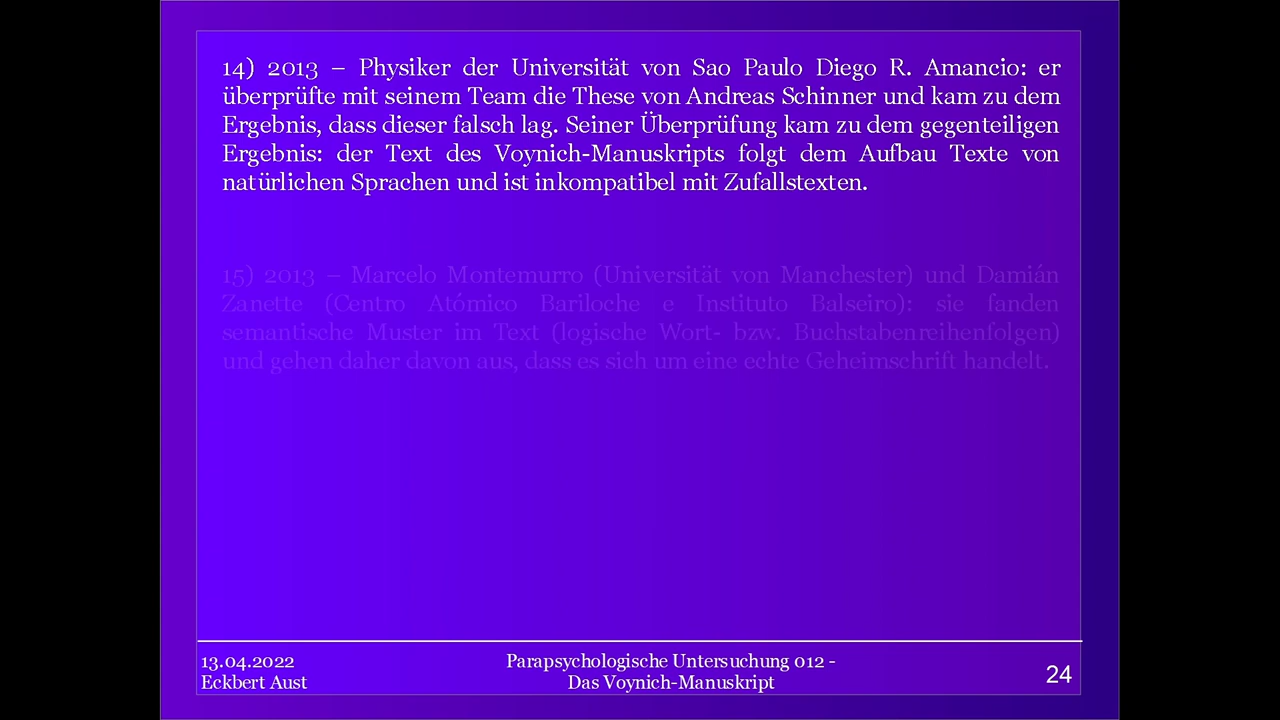 14) 2013 – Physiker der Universität von Sao Paulo Diego R. Amancio: er
überprüfte mit seinem Team die These von Andreas Schinner und kam zu dem
Ergebnis, dass dieser falsch lag. Seiner Überprüfung kam zu dem gegenteiligen
Ergebnis: der Text des Voynich-Manuskripts folgt dem Aufbau Texte von
natürlichen Sprachen und ist inkompatibel mit Zufallstexten.
15) 2013 – Marcelo Montemurro (Universität von Manchester) und Damián
Zanette (Centro Atómico Bariloche e Instituto Balseiro): sie fanden
semantische Muster im Text (logische Wort- bzw. Buchstabenreihenfolgen)
und gehen daher davon aus, dass es sich um eine echte Geheimschrift handelt.
13.04.2022
Eckbert Aust
Parapsychologische Untersuchung 012 -
Das Voynich-Manuskript
24